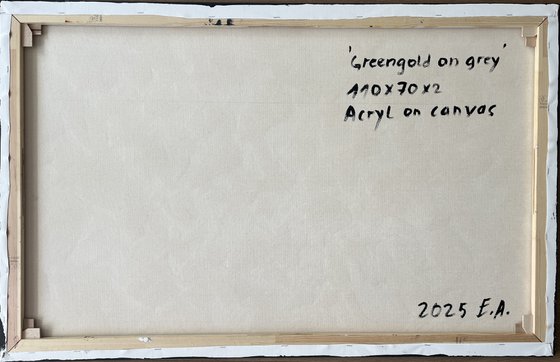 'Greengold on grey'
110x70x2
Acryl on canvas
2025 E.A.